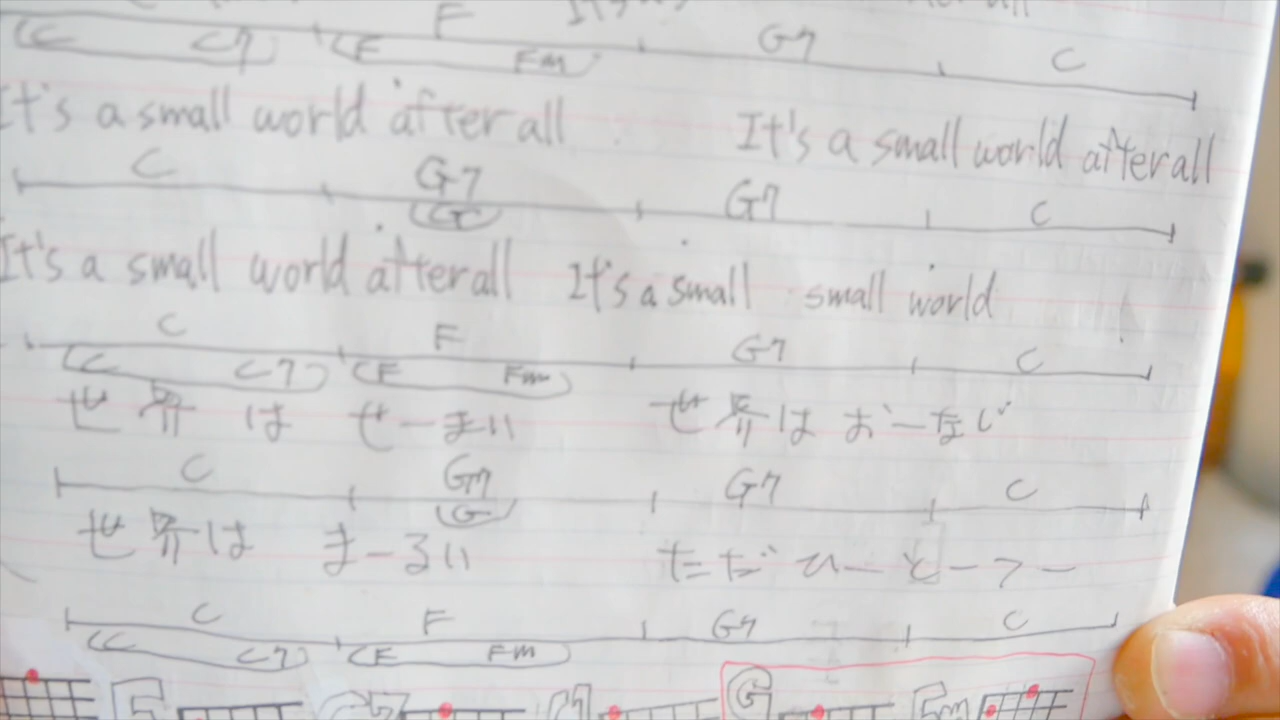 F G7 C
C C7 F Fm
It's a small world after all It's a small world after all
C G7 G7 C
G
It's a small world after all It's a small small world
C F G7 C
C C7 F Fm
世界は せーまい 世界は おーなじ
C G7 G7 C
G
世界は まーるい ただ ひーとーつー
C F G7 C
C C7 F Fm
G Fm